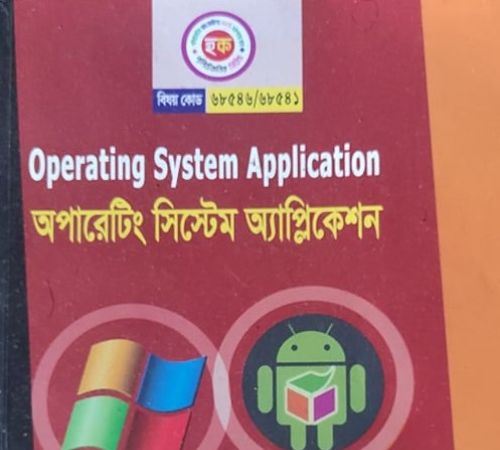 হক
বিষয় কোড ৬৮৫৪৬/৬৮৫৪১
Operating System Application
অপারেটিং সিস্টেম অ্যাপ্লিকেশন